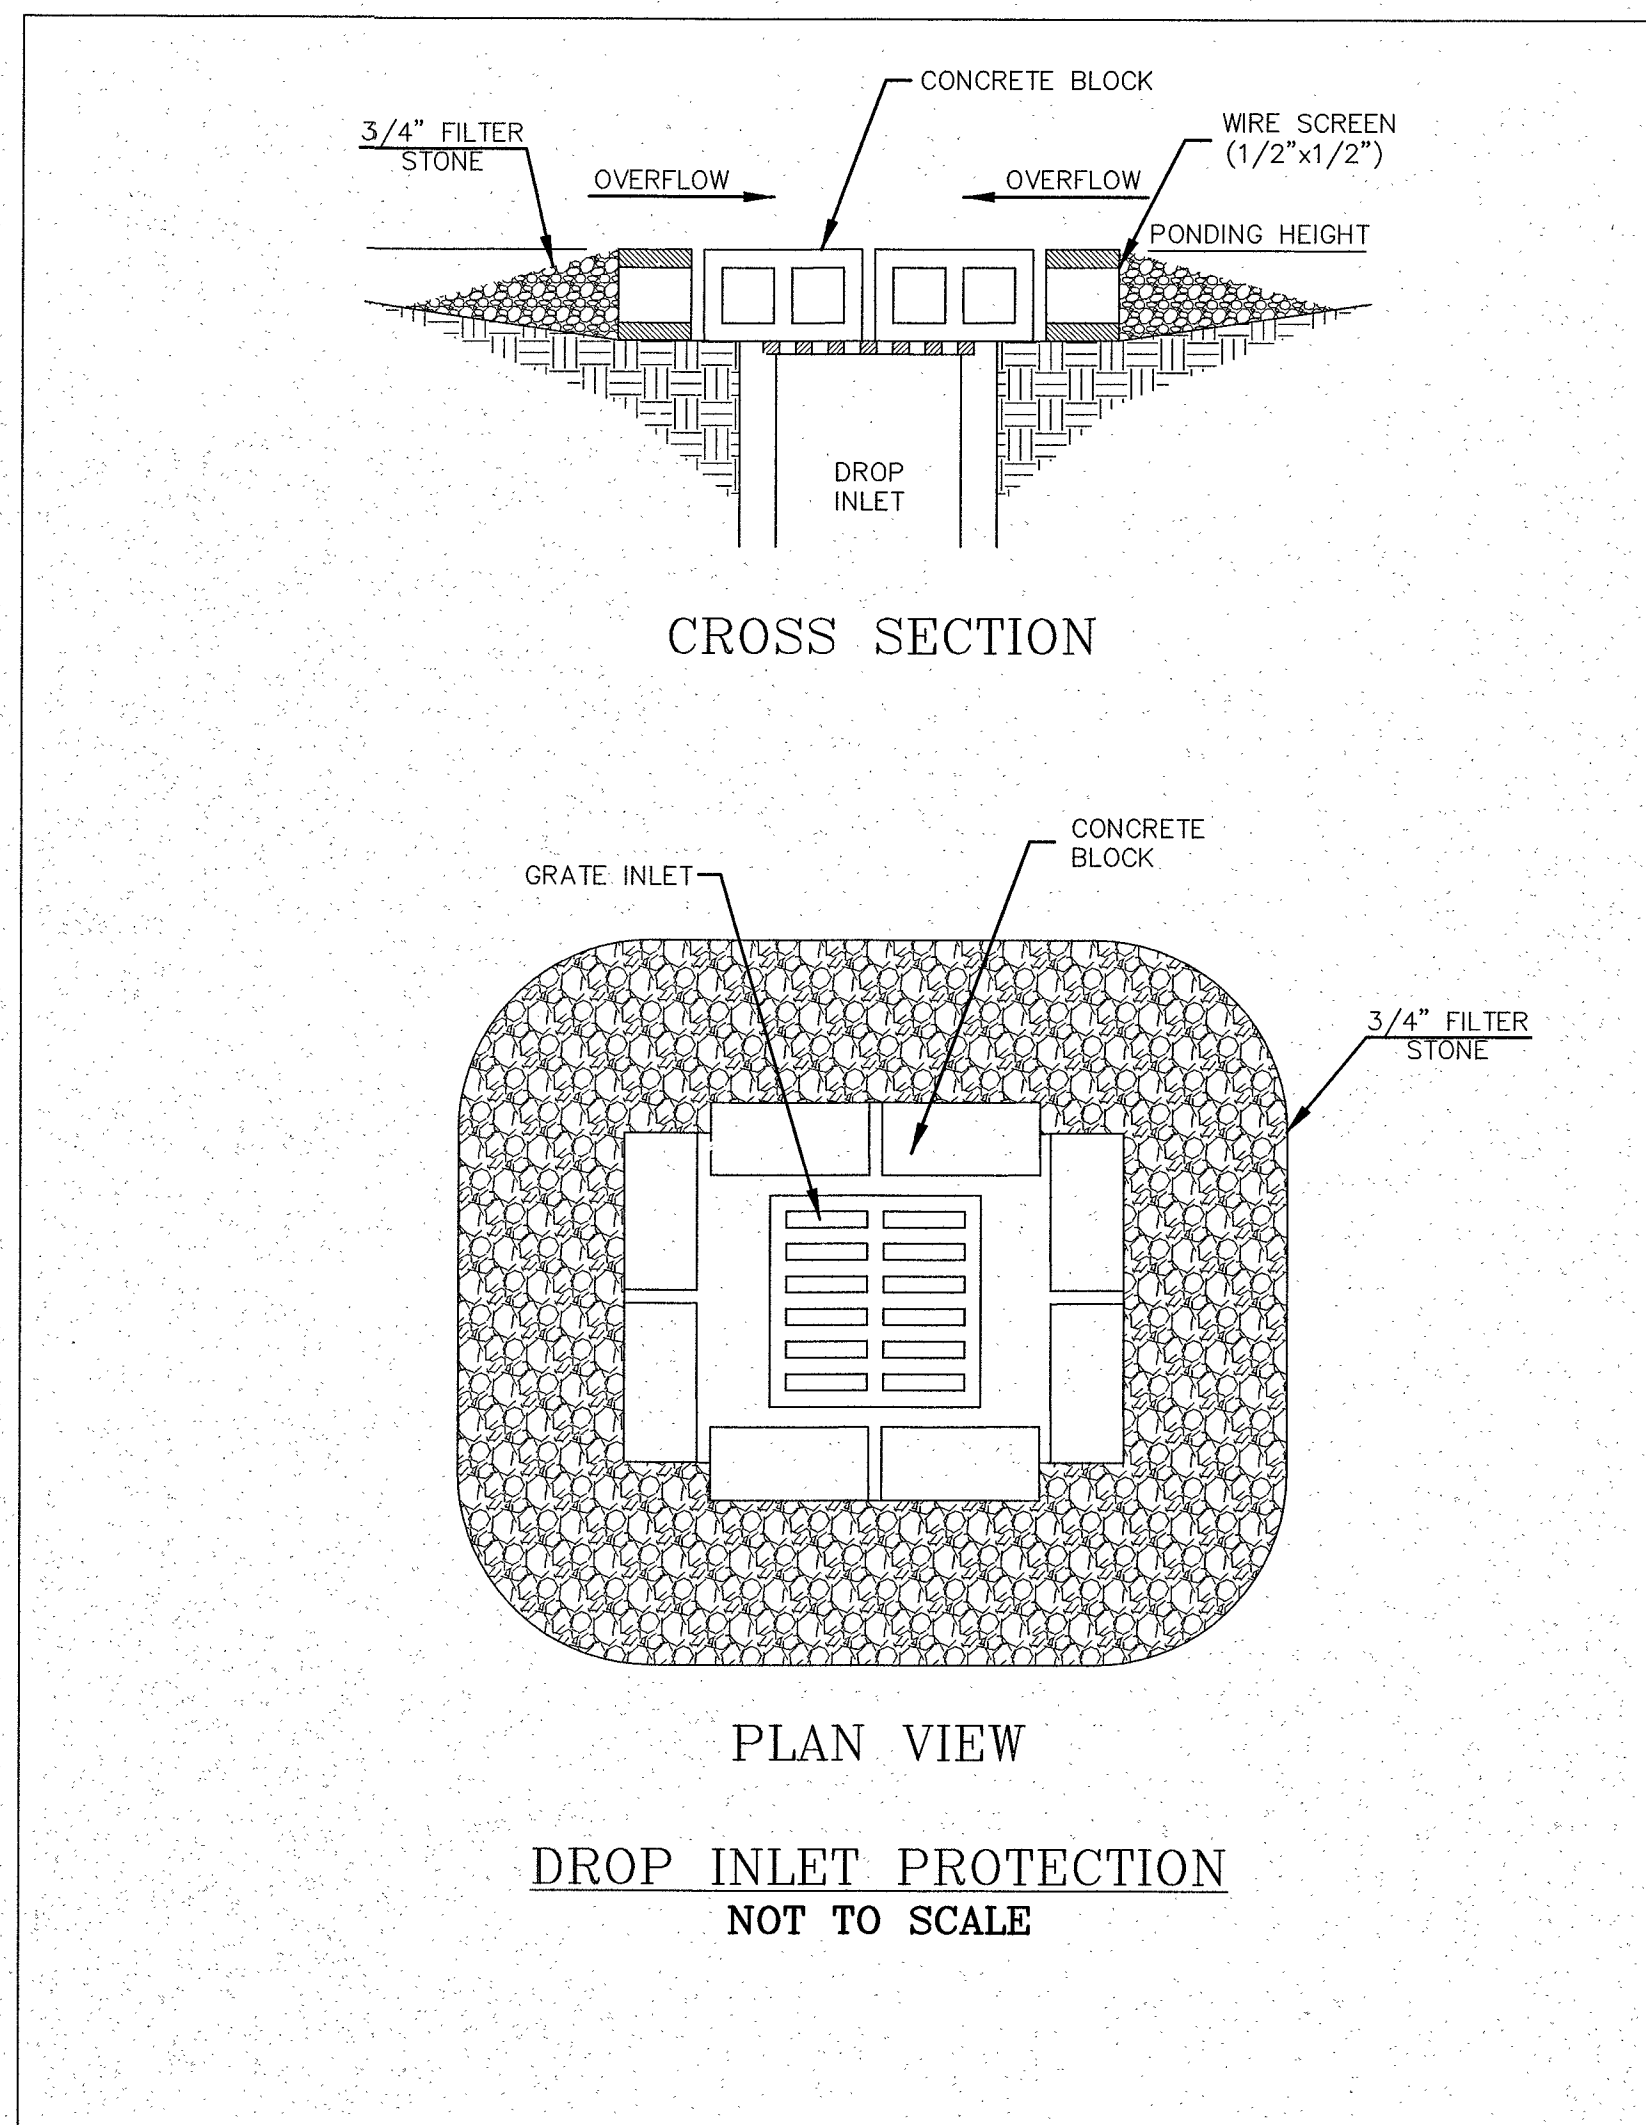 CONCRETE BLOCK
3/4" FILTER
STONE
WIRE SCREEN
(1/2"x1/2")
OVERFLOW
OVERFLOW
PONDING HEIGHT
DROP
INLET
CROSS SECTION
CONCRETE
BLOCK
GRATE INLET
3/4" FILTER
STONE
PLAN VIEW
DROP INLET PROTECTION
NOT TO SCALE